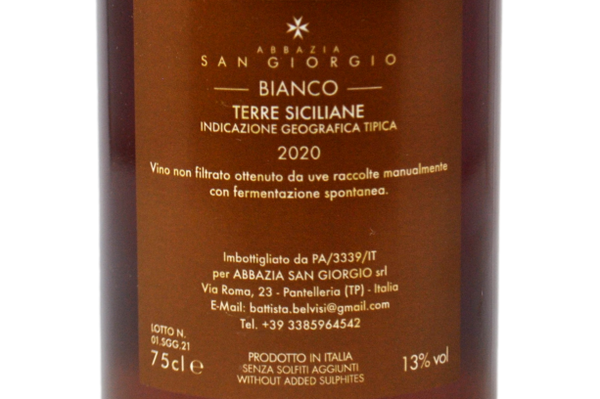 ABBAZIA
SAN GIORGIO
BIANCO
TERRE SICILIANE
INDICAZIONE GEOGRAFICA TIPICA
2020
Vino non filtrato ottenuto da uve raccolte manualmente
con fermentazione spontanea.
Imbottigliato da PA/3339/IT
per ABBAZIA SAN GIORGIO srl
Via Roma, 23 - Pantelleria (TP) - Italia
E-Mail: battista.belvisi@gmail.com
Tel. +39 3385964542
LOTTO N.
01.SGG.21
75cl e
PRODOTTO IN ITALIA
SENZA SOLFITI AGGIUNTI
WITHOUT ADDED SULPHITES
13% vol